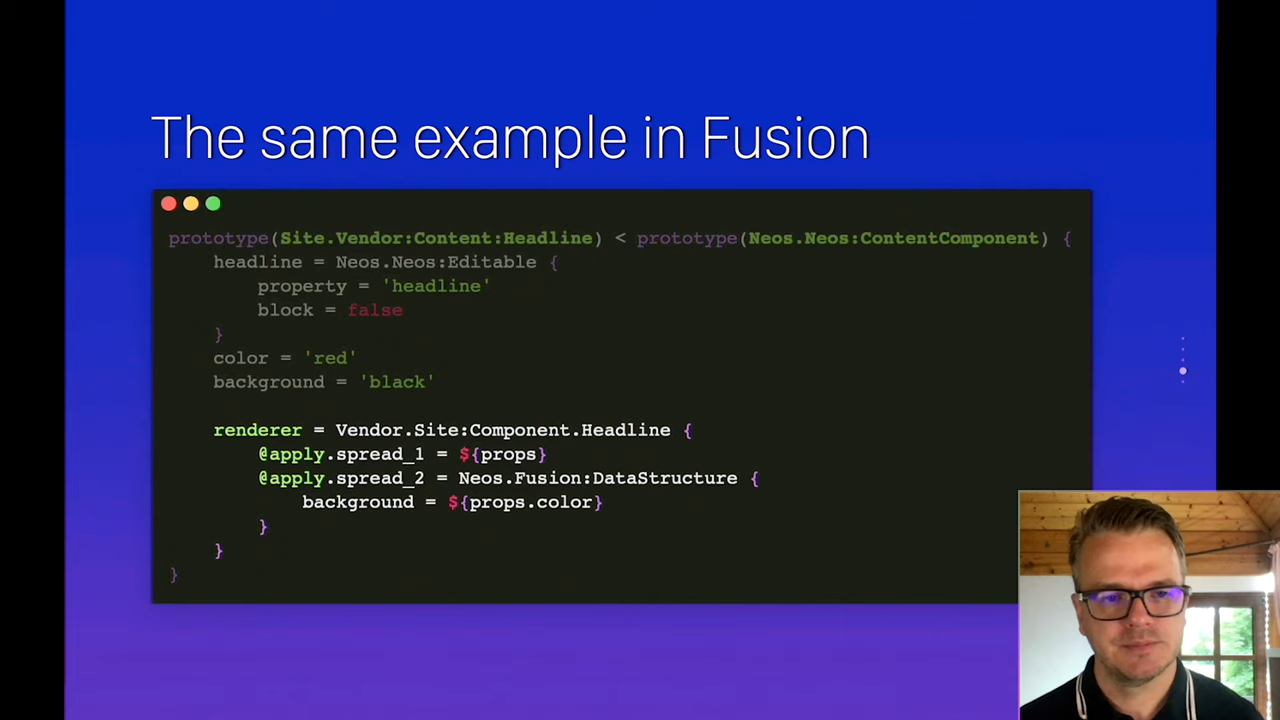 The same example in Fusion
prototype(Site.Vendor:Content:Headline) < prototype(Neos.Neos:ContentComponent) {
    headline = Neos.Neos:Editable {
        property = 'headline'
        block = false
    }
    color = 'red'
    background = 'black'

    renderer = Vendor.Site:Component.Headline {
        @apply.spread_1 = ${props}
        @apply.spread_2 = Neos.Fusion:DataStructure {
            background = ${props.color}
        }
    }
}